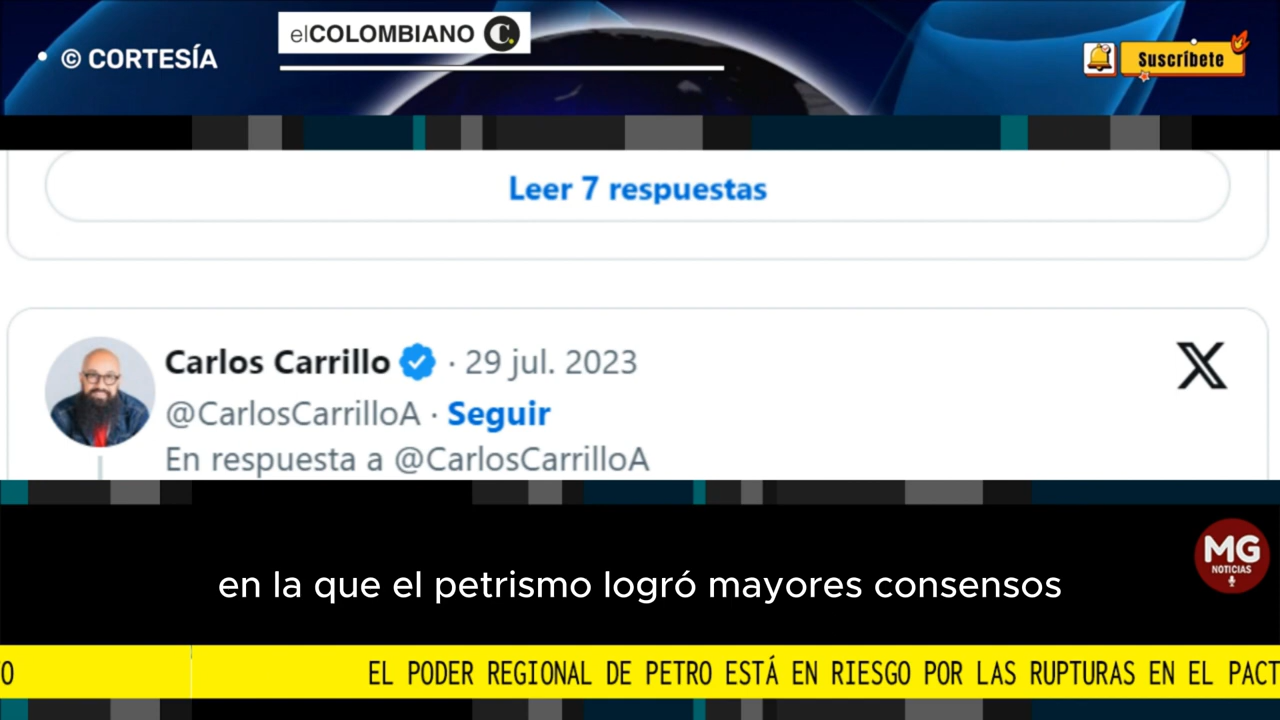 • © CORTESÍA
elCOLOMBIANO C.
Suscríbete
Leer 7 respuestas
Carlos Carrillo · 29 jul. 2023
@CarlosCarrilloA · Seguir
En respuesta a @CarlosCarrilloA
MG
NOTICIAS
en la que el petrismo logró mayores consensos
O EL PODER REGIONAL DE PETRO ESTÁ EN RIESGO POR LAS RUPTURAS EN EL PACT